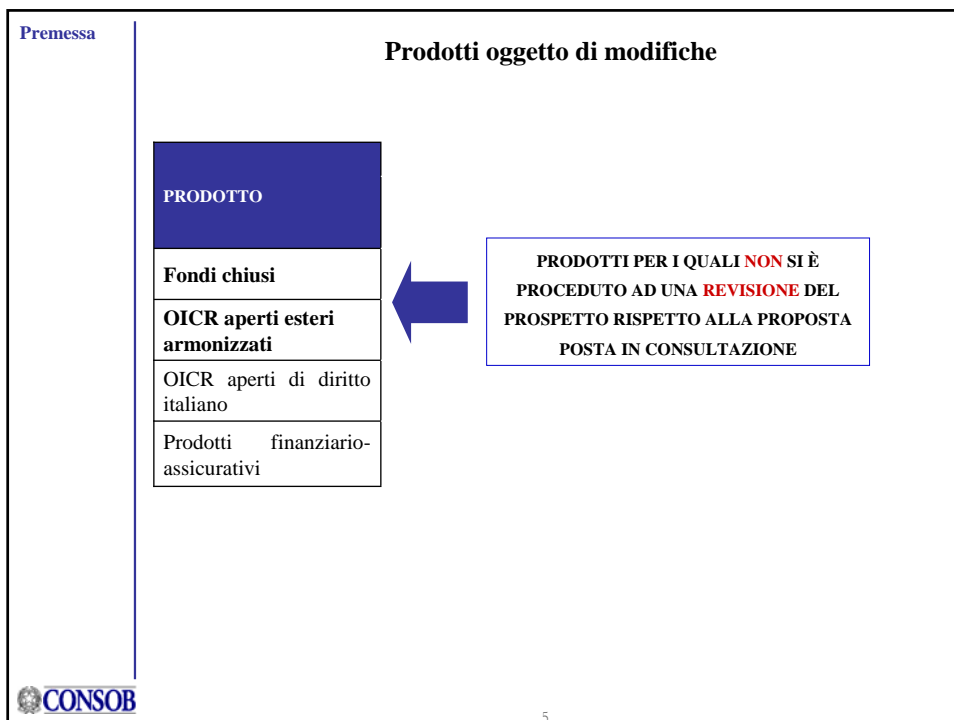 Premessa
Prodotti oggetto di modifiche
PRODOTTO
Fondi chiusi
OICR aperti esteri
armonizzati
OICR aperti di diritto
italiano
Prodotti finanziario-
assicurativi
PRODOTTI PER I QUALI NON SI È
PROCEDUTO AD UNA REVISIONE DEL
PROSPETTO RISPETTO ALLA PROPOSTA
POSTA IN CONSULTAZIONE
CONSOB
5